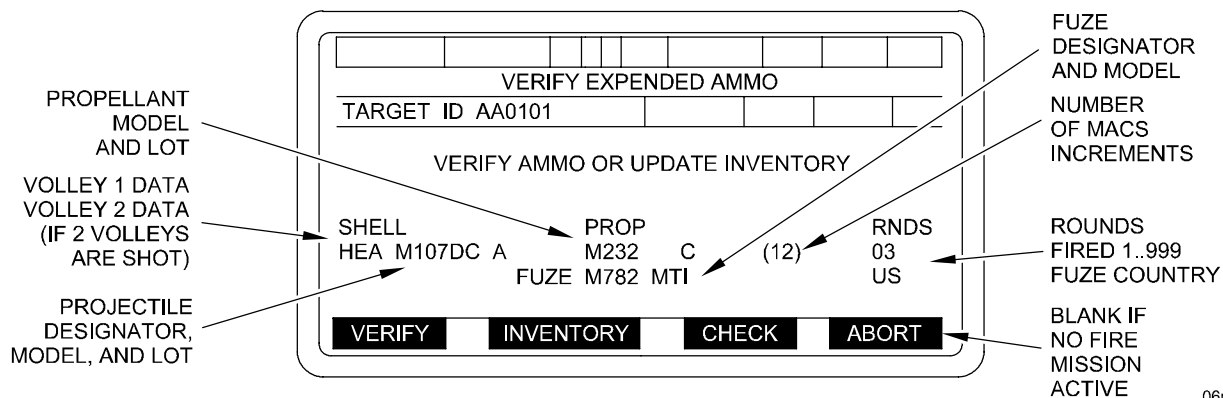 FUZE
DESIGNATOR
AND MODEL
NUMBER
OF MACS
INCREMENTS
ROUNDS
FIRED 1..999
FUZE COUNTRY
BLANK IF
NO FIRE
MISSION
ACTIVE
PROPELLANT
MODEL
AND LOT
VOLLEY 1 DATA
VOLLEY 2 DATA
(IF 2 VOLLEYS
ARE SHOT)
PROJECTILE
DESIGNATOR,
MODEL, AND LOT
VERIFY EXPENDED AMMO
TARGET ID AA0101
VERIFY AMMO OR UPDATE INVENTORY
SHELL PROP RNDS
HEA M107DC A M232 C (12) 03
FUZE M782 MTI US
VERIFY INVENTORY CHECK ABORT